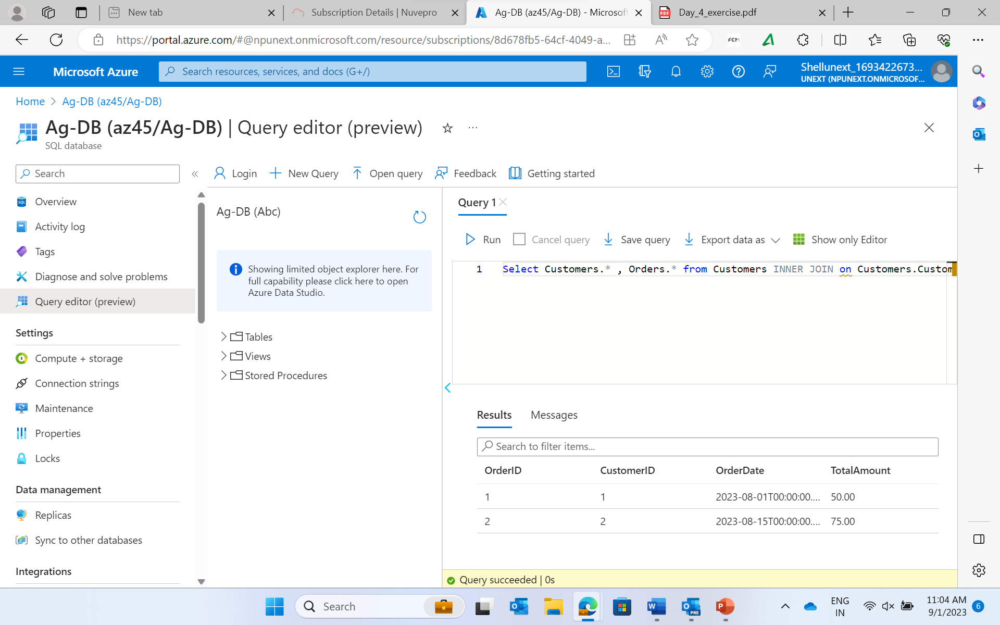 New tab
Subscription Details | Nuvepro
Ag-DB (az45/Ag-DB) - Microsoft
Day_4_exercise.pdf
https://portal.azure.com/#@npunext.onmicrosoft.com/resource/subscriptions/8d678fb5-64cf-4049-a...
FCM
Microsoft Azure
Search resources, services, and docs (G+/)
Shellunext_1693422673...
UNEXT (NPUNEXT.ONMICROSOF...
Home > Ag-DB (az45/Ag-DB)
Ag-DB (az45/Ag-DB) | Query editor (preview)
SQL database
Search
Login
New Query
Open query
Feedback
Getting started
Overview
Activity log
Tags
Diagnose and solve problems
Query editor (preview)
Settings
Compute + storage
Connection strings
Maintenance
Properties
Locks
Data management
Replicas
Sync to other databases
Integrations
Ag-DB (Abc)
Showing limited object explorer here. For
full capability please click here to open
Azure Data Studio.
Tables
Views
Stored Procedures
Query 1
Run
Cancel query
Save query
Export data as
Show only Editor
1 Select Customers.* , Orders.* from Customers INNER JOIN on Customers.Custom
Results Messages
Search to filter items...
OrderID CustomerID OrderDate TotalAmount
1 1 2023-08-01T00:00:00.... 50.00
2 2 2023-08-15T00:00:00.... 75.00
Query succeeded | 0s
Search
ENG
IN
11:04 AM
9/1/2023
6